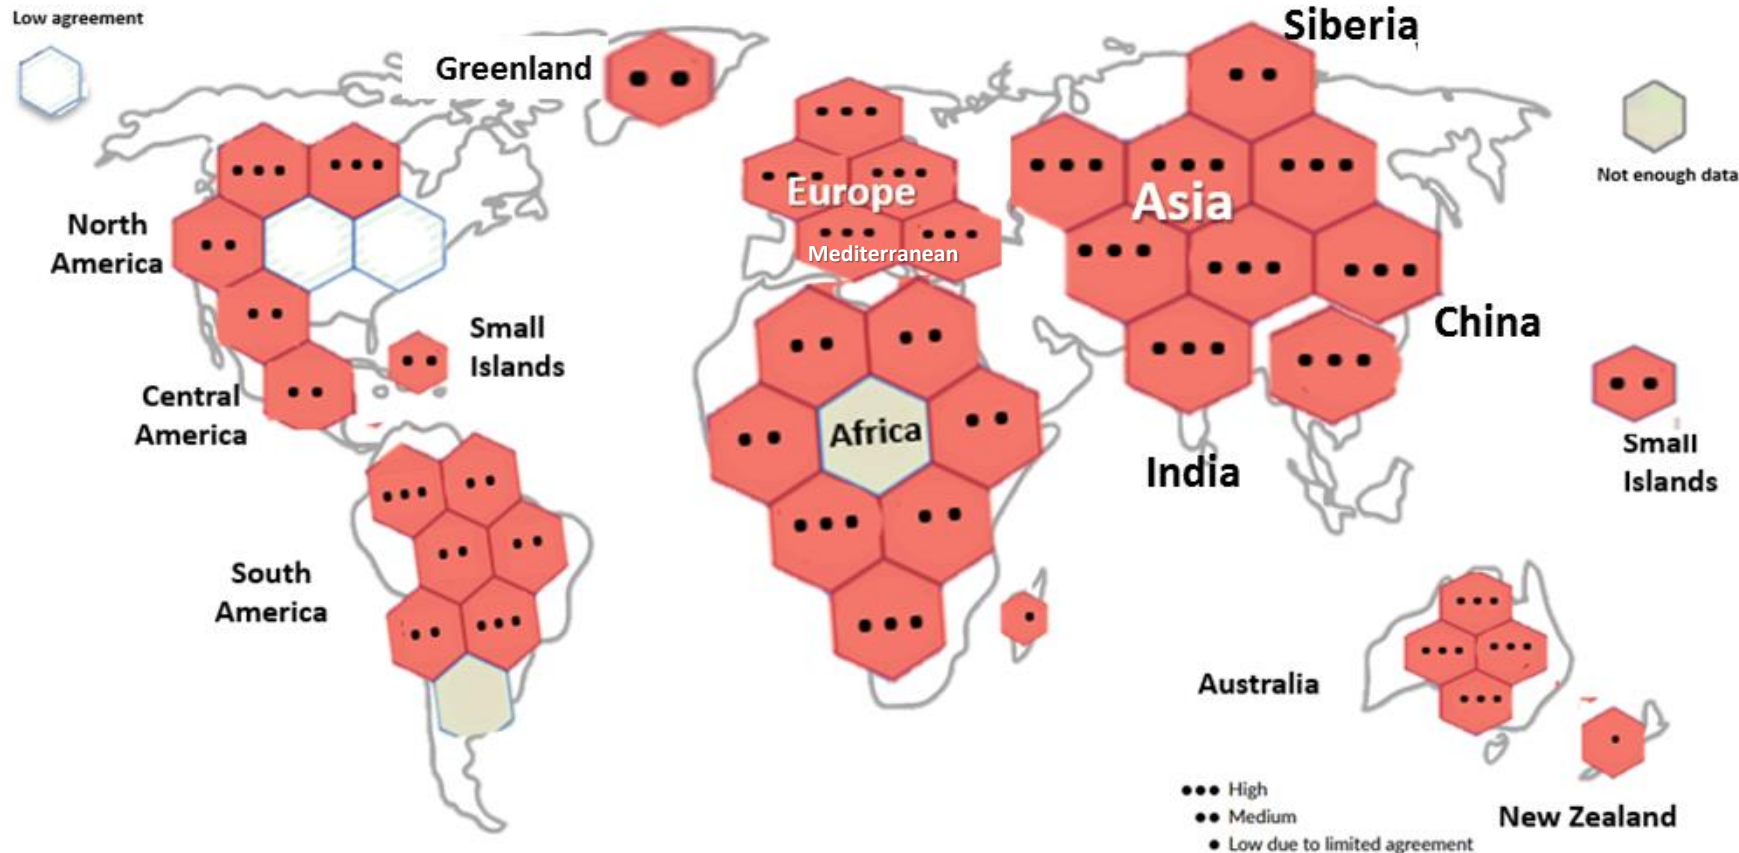 Low agreement
Greenland
Siberia
Not enough data
North
America
Europe
Mediterranean
Asia
China
Small
Islands
Central
America
Africa
India
Small
Islands
South
America
Australia
New Zealand
••• High
•• Medium
• Low due to limited agreement